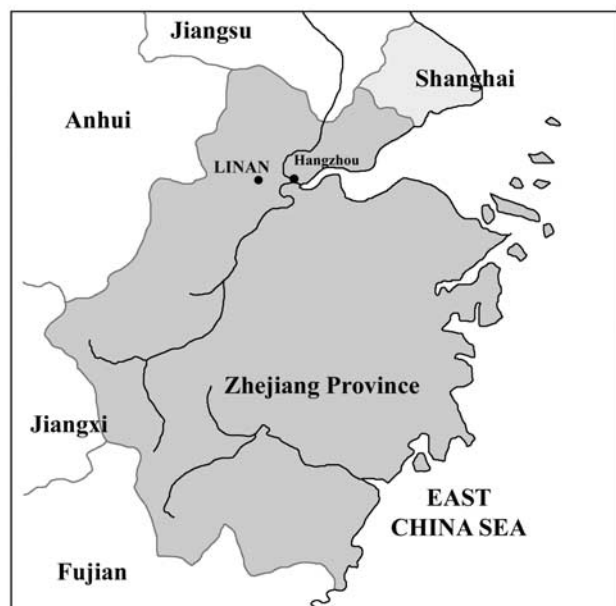 Jiangsu
Shanghai
Anhui
LINAN
Hangzhou
Zhejiang Province
Jiangxi
EAST
CHINA SEA
Fujian